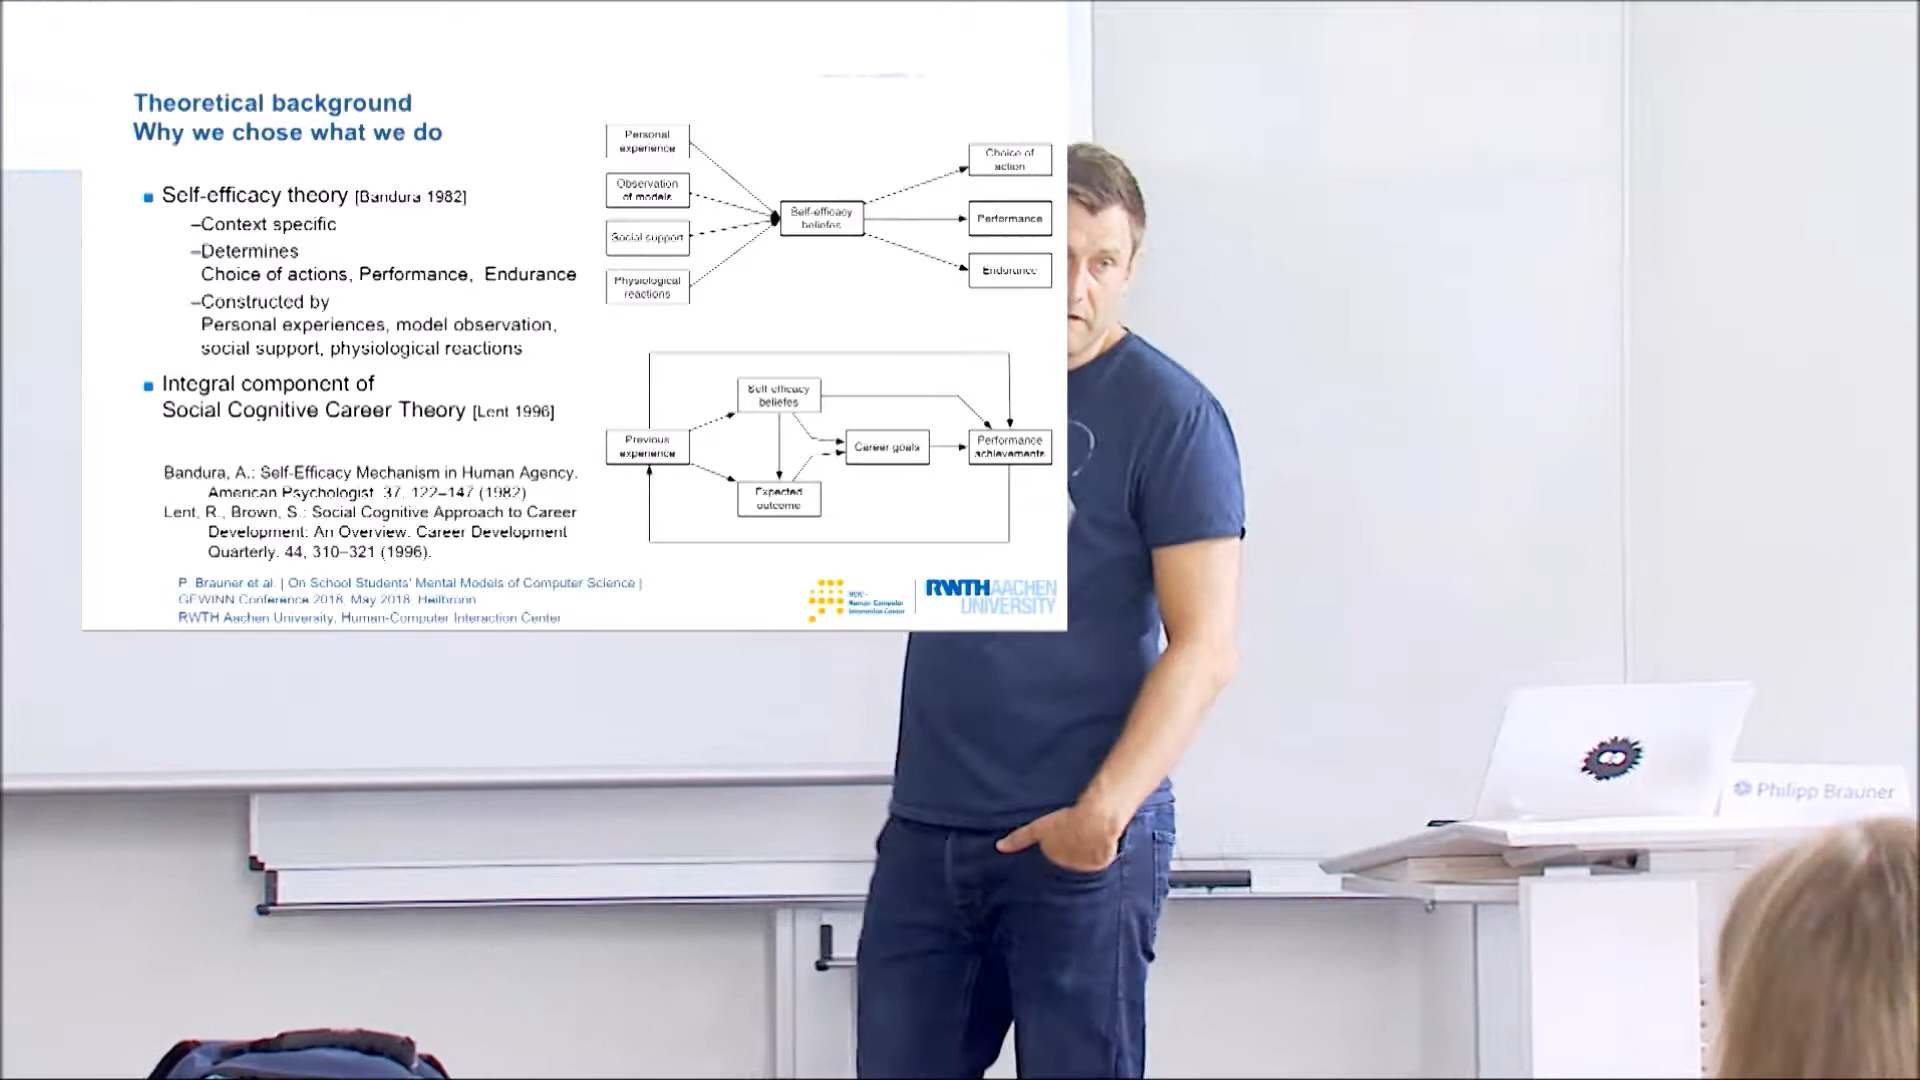 Theoretical background
Why we chose what we do
Self-efficacy theory [Bandura 1982]
–Context specific
–Determines
Choice of actions, Performance, Endurance
–Constructed by
Personal experiences, model observation,
social support, physiological reactions
Integral component of
Social Cognitive Career Theory [Lent 1996]
Bandura, A.: Self-Efficacy Mechanism in Human Agency.
American Psychologist. 37, 122–147 (1982)
Lent, R., Brown, S.: Social Cognitive Approach to Career
Development: An Overview. Career Development
Quarterly. 44, 310–321 (1996).
Personal
experience
Observation
of models
Social support
Physiological
reactions
Self-efficacy
beliefes
Choice of
action
Performance
Endurance
Previous
experience
Self-efficacy
beliefes
Expected
outcome
Career goals
Performance
achievements
P. Brauner et al. | On School Students' Mental Models of Computer Science |
GEWINN Conference 2018, May 2018, Heilbronn
RWTH Aachen University, Human-Computer Interaction Center
Human-Computer
Interaction Center
RWTH AACHEN
UNIVERSITY
Philipp Brauner